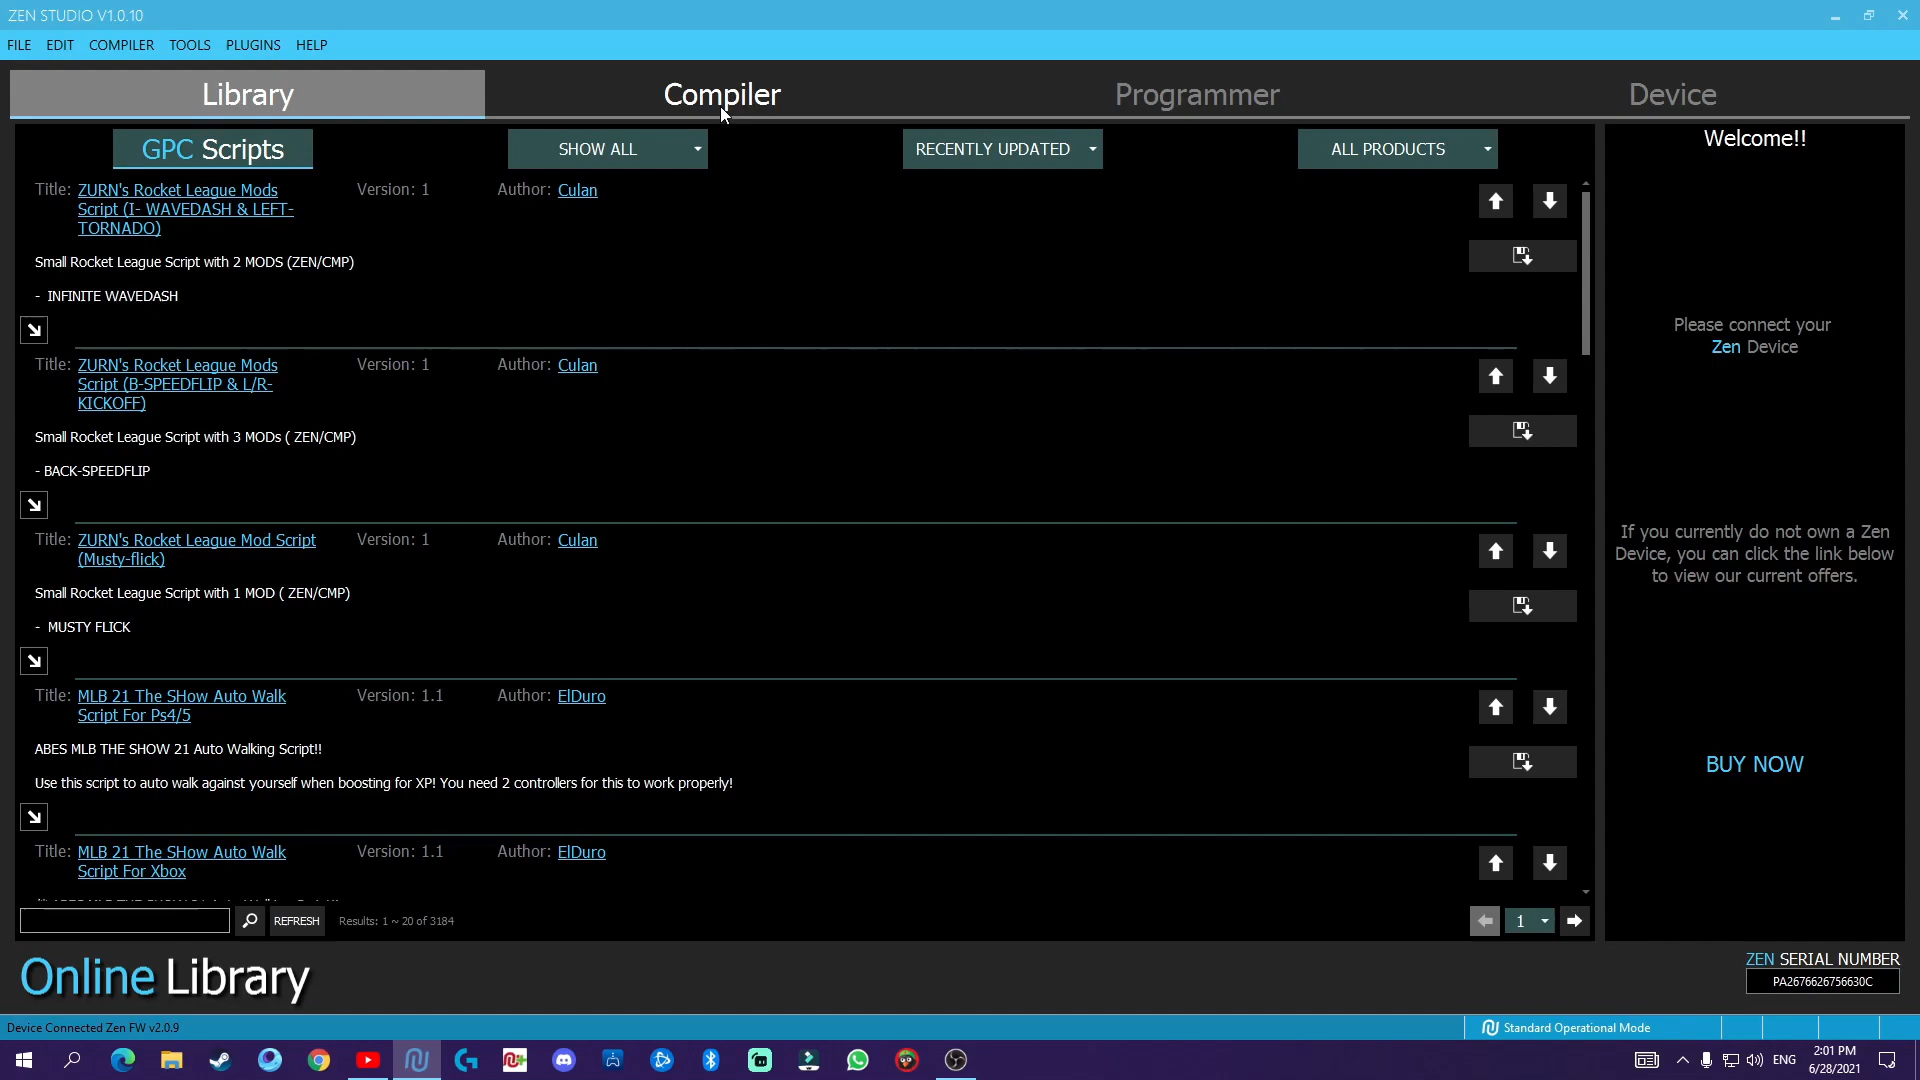 ZEN STUDIO V1.0.10
FILE EDIT COMPILER TOOLS PLUGINS HELP
Library Compiler Programmer Device
GPC Scripts SHOW ALL RECENTLY UPDATED ALL PRODUCTS
Title: ZURN's Rocket League Mods Version: 1 Author: Culan
Script (I- WAVEDASH & LEFT-
TORNADO)
Small Rocket League Script with 2 MODS (ZEN/CMP)
- INFINITE WAVEDASH
Title: ZURN's Rocket League Mods Version: 1 Author: Culan
Script (B-SPEEDFLIP & L/R-
KICKOFF)
Small Rocket League Script with 3 MODs ( ZEN/CMP)
- BACK-SPEEDFLIP
Title: ZURN's Rocket League Mod Script Version: 1 Author: Culan
(Musty-flick)
Small Rocket League Script with 1 MOD ( ZEN/CMP)
- MUSTY FLICK
Title: MLB 21 The SHow Auto Walk Version: 1.1 Author: ElDuro
Script For Ps4/5
ABES MLB THE SHOW 21 Auto Walking Script!!
Use this script to auto walk against yourself when boosting for XP! You need 2 controllers for this to work properly!
Title: MLB 21 The SHow Auto Walk Version: 1.1 Author: ElDuro
Script For Xbox
REFRESH Results: 1 ~ 20 of 3184 1
Welcome!!
Please connect your
Zen Device
If you currently do not own a Zen
Device, you can click the link below
to view our current offers.
BUY NOW
Online Library
ZEN SERIAL NUMBER
PA2676626756630C
Device Connected Zen FW v2.0.9 Standard Operational Mode
ENG 2:01 PM
6/28/2021